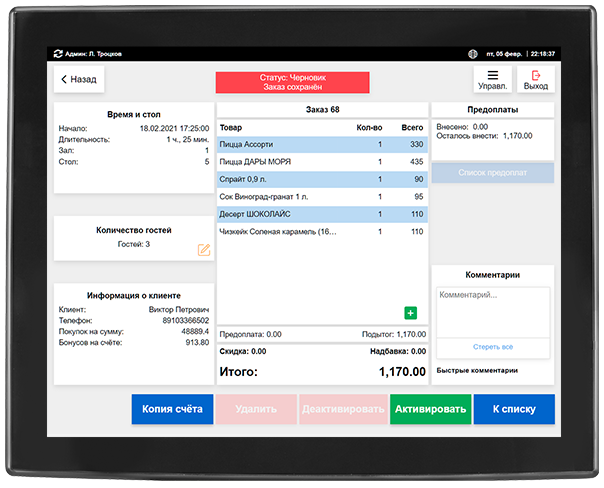 Админ: Л. Троцков
пт, 05 февр. | 22:18:37
Назад
Статус: Черновик
Заказ сохранён
Управл.
Выход
Время и стол
Начало: 18.02.2021 17:25:00
Длительность: 1 ч., 25 мин.
Зал: 1
Стол: 5
Количество гостей
Гостей: 3
Информация о клиенте
Клиент: Виктор Петрович
Телефон: 89103366502
Покупок на сумму: 48889.4
Бонусов на счёте: 913.80
Заказ 68
Товар Кол-во Всего
Пицца Ассорти 1 330
Пицца ДАРЫ МОРЯ 1 435
Спрайт 0,9 л. 1 90
Сок Виноград-гранат 1 л. 1 95
Десерт ШОКОЛАЙС 1 110
Чизкейк Соленая карамель (16... 1 110
Предоплата: 0.00 Подытог: 1,170.00
Скидка: 0.00 Надбавка: 0.00
Итого: 1,170.00
Предоплаты
Внесено: 0.00
Осталось внести: 1,170.00
Список предоплат
Комментарии
Комментарий...
Стереть все
Быстрые комментарии
Копия счёта
Удалить
Деактивировать
Активировать
К списку